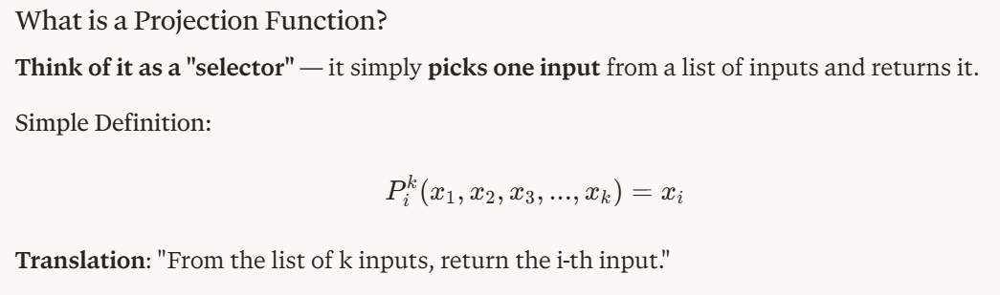 What is a Projection Function?
Think of it as a "selector" — it simply picks one input from a list of inputs and returns it.
Simple Definition:
$P_i^k(x_1, x_2, x_3, ..., x_k) = x_i$
Translation: "From the list of k inputs, return the i-th input."